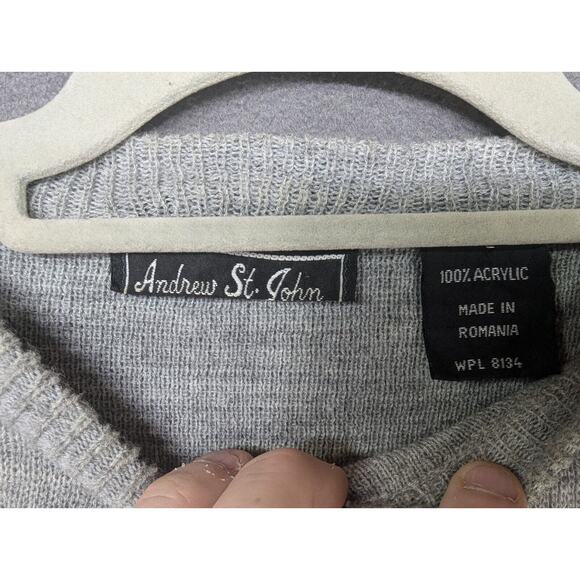 Andrew St. John
100% ACRYLIC
MADE IN
ROMANIA
WPL 8134